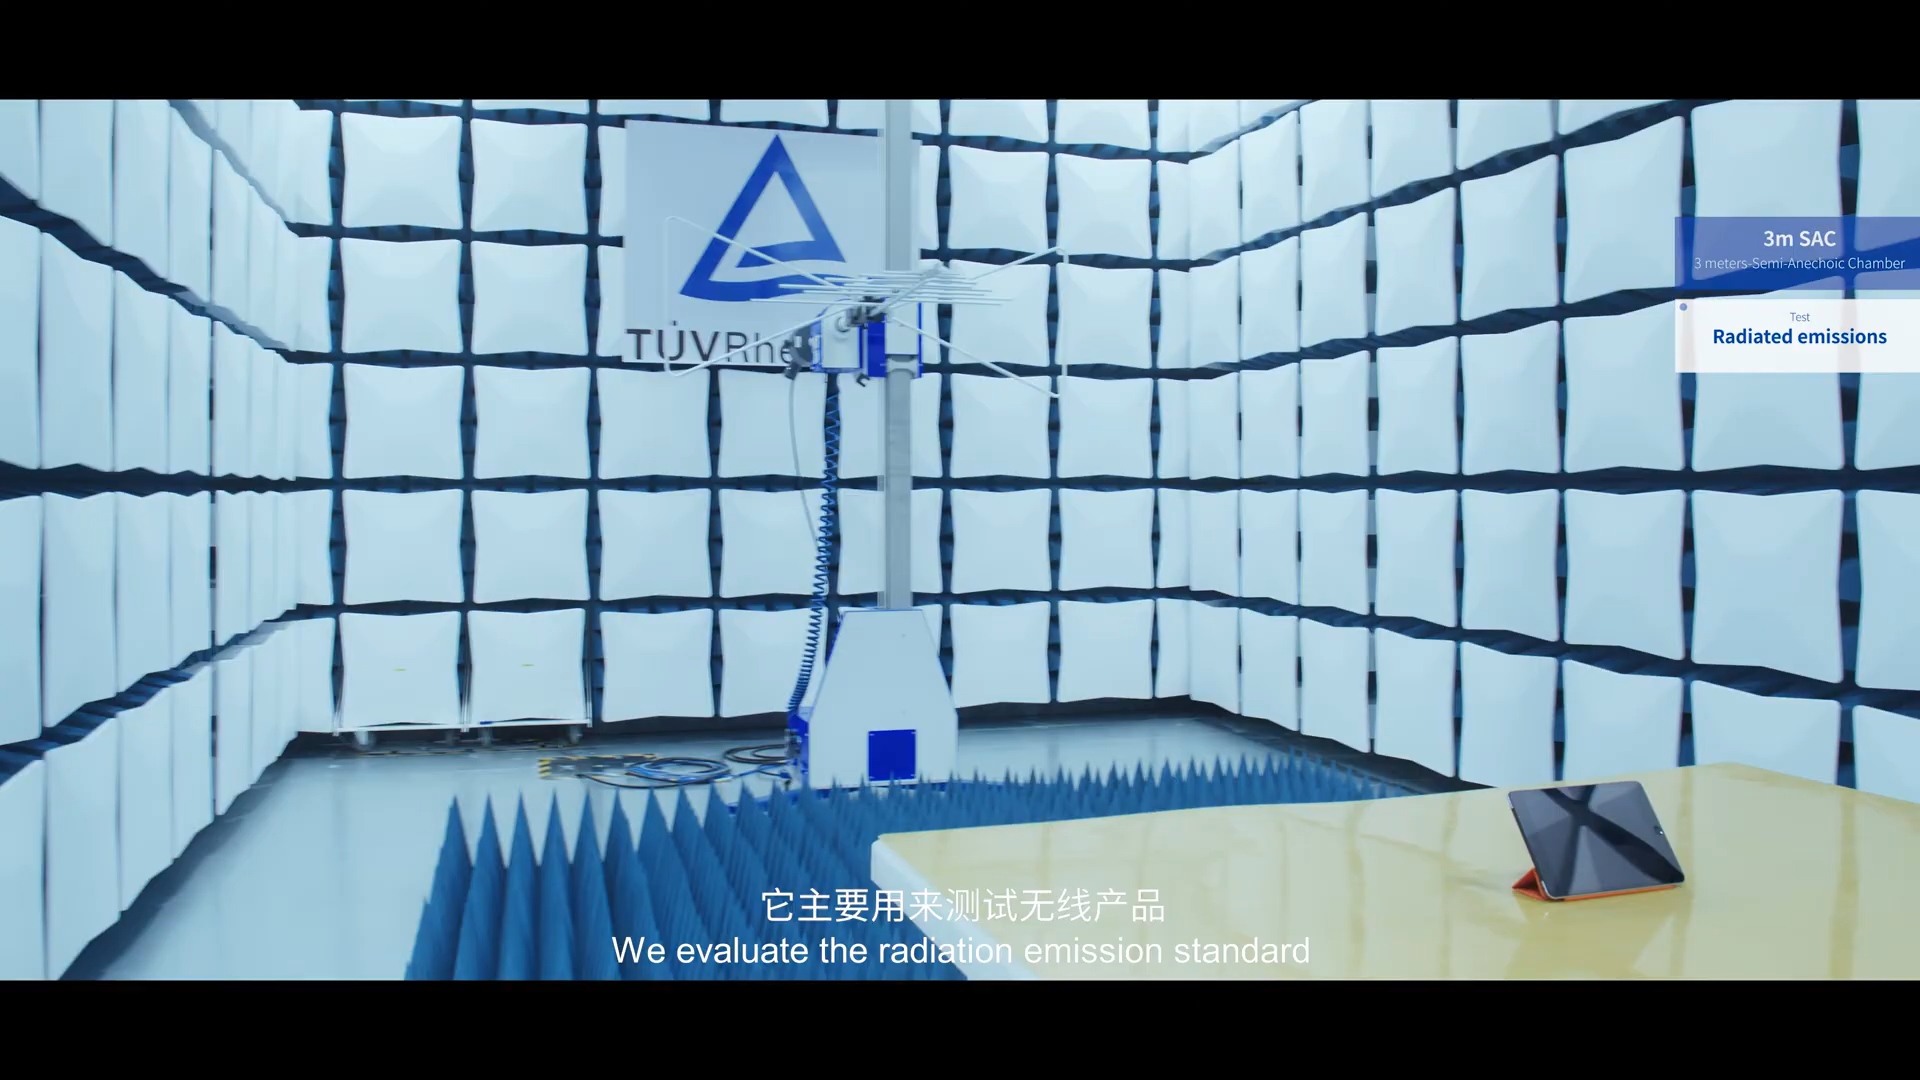 TÜVRhe
3m SAC
3 meters-Semi-Anechoic Chamber
Test
Radiated emissions
它主要用来测试无线产品
We evaluate the radiation emission standard